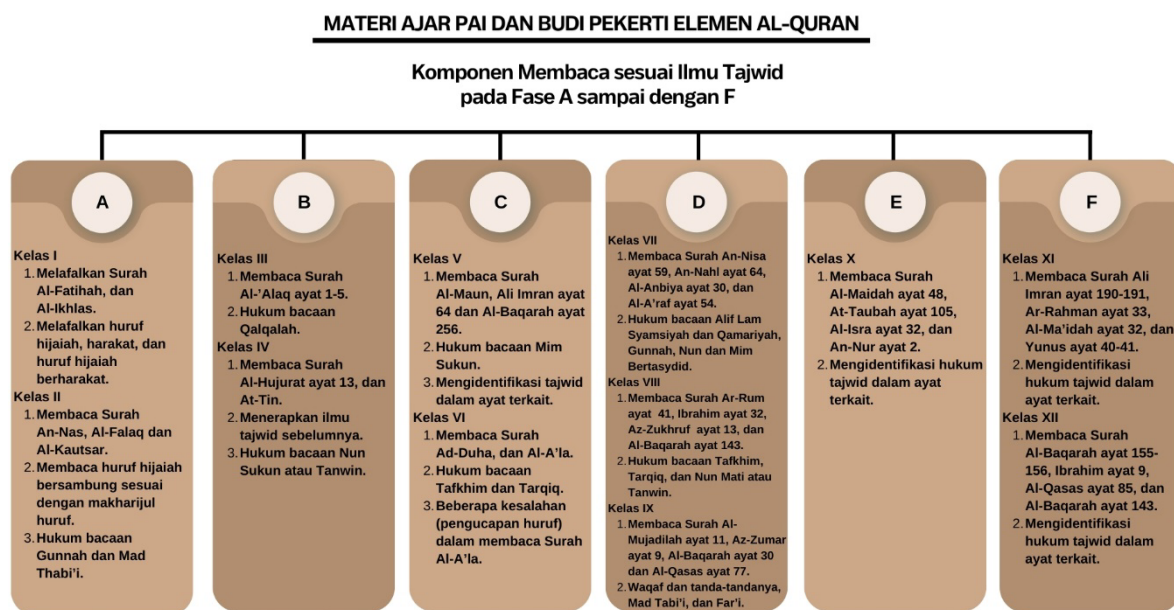 MATERI AJAR PAI DAN BUDI PEKERTI ELEMEN AL-QURAN
Komponen Membaca sesuai Ilmu Tajwid
pada Fase A sampai dengan F
A
Kelas I
1. Melafalkan Surah
Al-Fatihah, dan
Al-Ikhlas.
2. Melafalkan huruf
hijaiah, harakat, dan
huruf hijaiah
berharakat.
Kelas II
1. Membaca Surah
An-Nas, Al-Falaq dan
Al-Kautsar.
2. Membaca huruf hijaiah
bersambung sesuai
dengan makharijul
huruf.
3. Hukum bacaan
Gunnah dan Mad
Thabi’i.
B
Kelas III
1. Membaca Surah
Al-’Alaq ayat 1-5.
2. Hukum bacaan
Qalqalah.
Kelas IV
1. Membaca Surah
Al-Hujurat ayat 13, dan
At-Tin.
2. Menerapkan ilmu
tajwid sebelumnya.
3. Hukum bacaan Nun
Sukun atau Tanwin.
C
Kelas V
1. Membaca Surah
Al-Maun, Ali Imran ayat
64 dan Al-Baqarah ayat
256.
2. Hukum bacaan Mim
Sukun.
3. Mengidentifikasi tajwid
dalam ayat terkait.
Kelas VI
1. Membaca Surah
Ad-Duha, dan Al-A’la.
2. Hukum bacaan
Tafkhim dan Tarqiq.
3. Beberapa kesalahan
(pengucapan huruf)
dalam membaca Surah
Al-A’la.
D
Kelas VII
1. Membaca Surah An-Nisa
ayat 59, An-Nahl ayat 64,
Al-Anbiya ayat 30, dan
Al-A’raf ayat 54.
2. Hukum bacaan Alif Lam
Syamsiyah dan Qamariyah,
Gunnah, Nun dan Mim
Bertasydid.
Kelas VIII
1. Membaca Surah Ar-Rum
ayat 41, Ibrahim ayat 32,
Az-Zukhruf ayat 13, dan
Al-Baqarah ayat 143.
2. Hukum bacaan Tafkhim,
Tarqiq, dan Nun Mati atau
Tanwin.
Kelas IX
1. Membaca Surah Al-
Mujadilah ayat 11, Az-Zumar
ayat 9, Al-Baqarah ayat 30
dan Al-Qasas ayat 77.
2. Waqaf dan tanda-tandanya,
Mad Tabi’i, dan Far’i.
E
Kelas X
1. Membaca Surah
Al-Maidah ayat 48,
At-Taubah ayat 105,
Al-Isra ayat 32, dan
An-Nur ayat 2.
2. Mengidentifikasi hukum
tajwid dalam ayat
terkait.
F
Kelas XI
1. Membaca Surah Ali
Imran ayat 190-191,
Ar-Rahman ayat 33,
Al-Ma’idah ayat 32, dan
Yunus ayat 40-41.
2. Mengidentifikasi
hukum tajwid dalam
ayat terkait.
Kelas XII
1. Membaca Surah
Al-Baqarah ayat 155-
156, Ibrahim ayat 9,
Al-Qasas ayat 85, dan
Al-Baqarah ayat 143.
2. Mengidentifikasi
hukum tajwid dalam
ayat terkait.